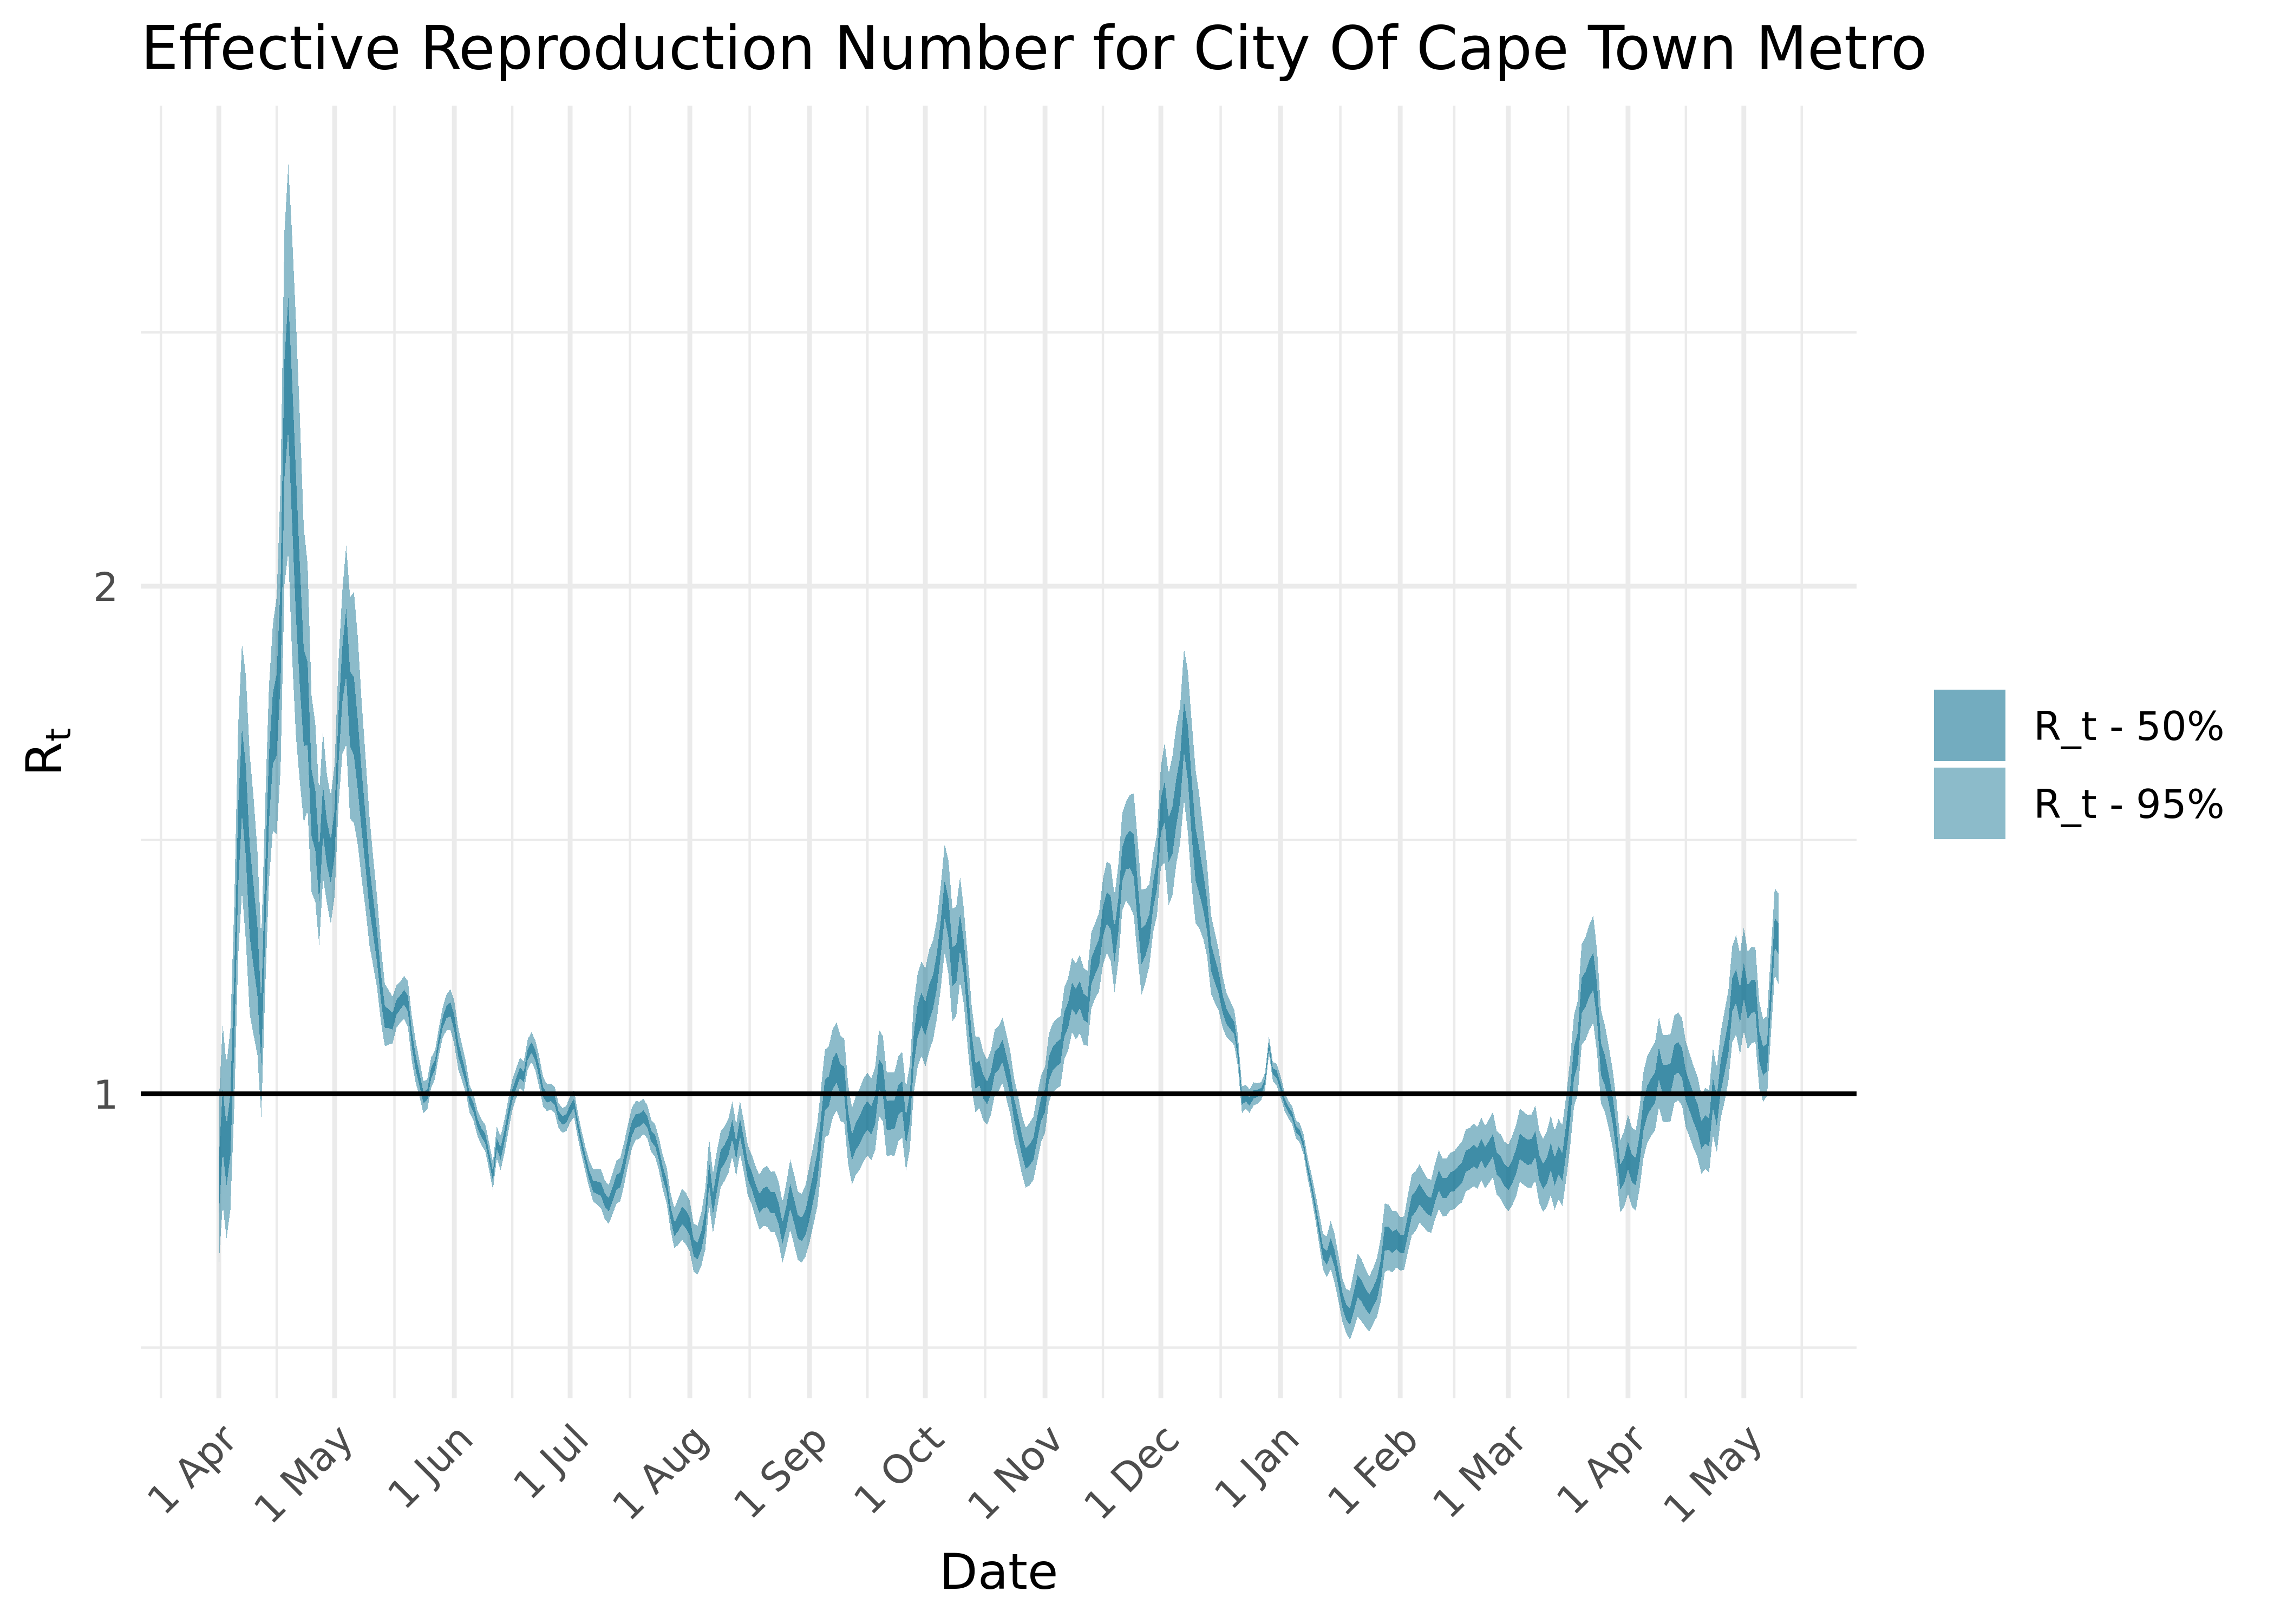 Effective Reproduction Number for City Of Cape Town Metro
2
1
Rt
R_t - 50%
R_t - 95%
1 Apr
1 May
1 Jun
1 Jul
1 Aug
1 Sep
1 Oct
1 Nov
1 Dec
1 Jan
1 Feb
1 Mar
1 Apr
1 May
Date